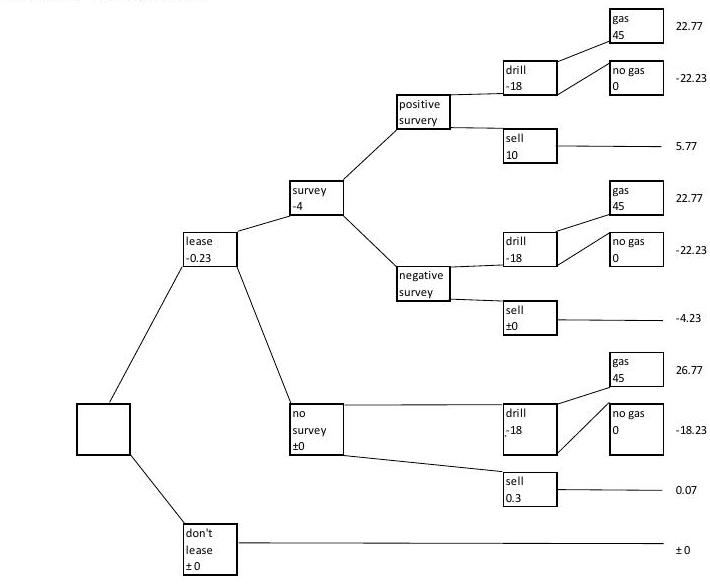 gas
45
22.77
drill
-18
no gas
0
-22.23
positive
survery
sell
10
5.77
survey
-4
gas
45
22.77
lease
-0.23
drill
-18
no gas
0
-22.23
negative
survey
sell
±0
-4.23
gas
45
26.77
no
survey
±0
drill
-18
no gas
0
-18.23
sell
0.3
0.07
don't
lease
±0
±0